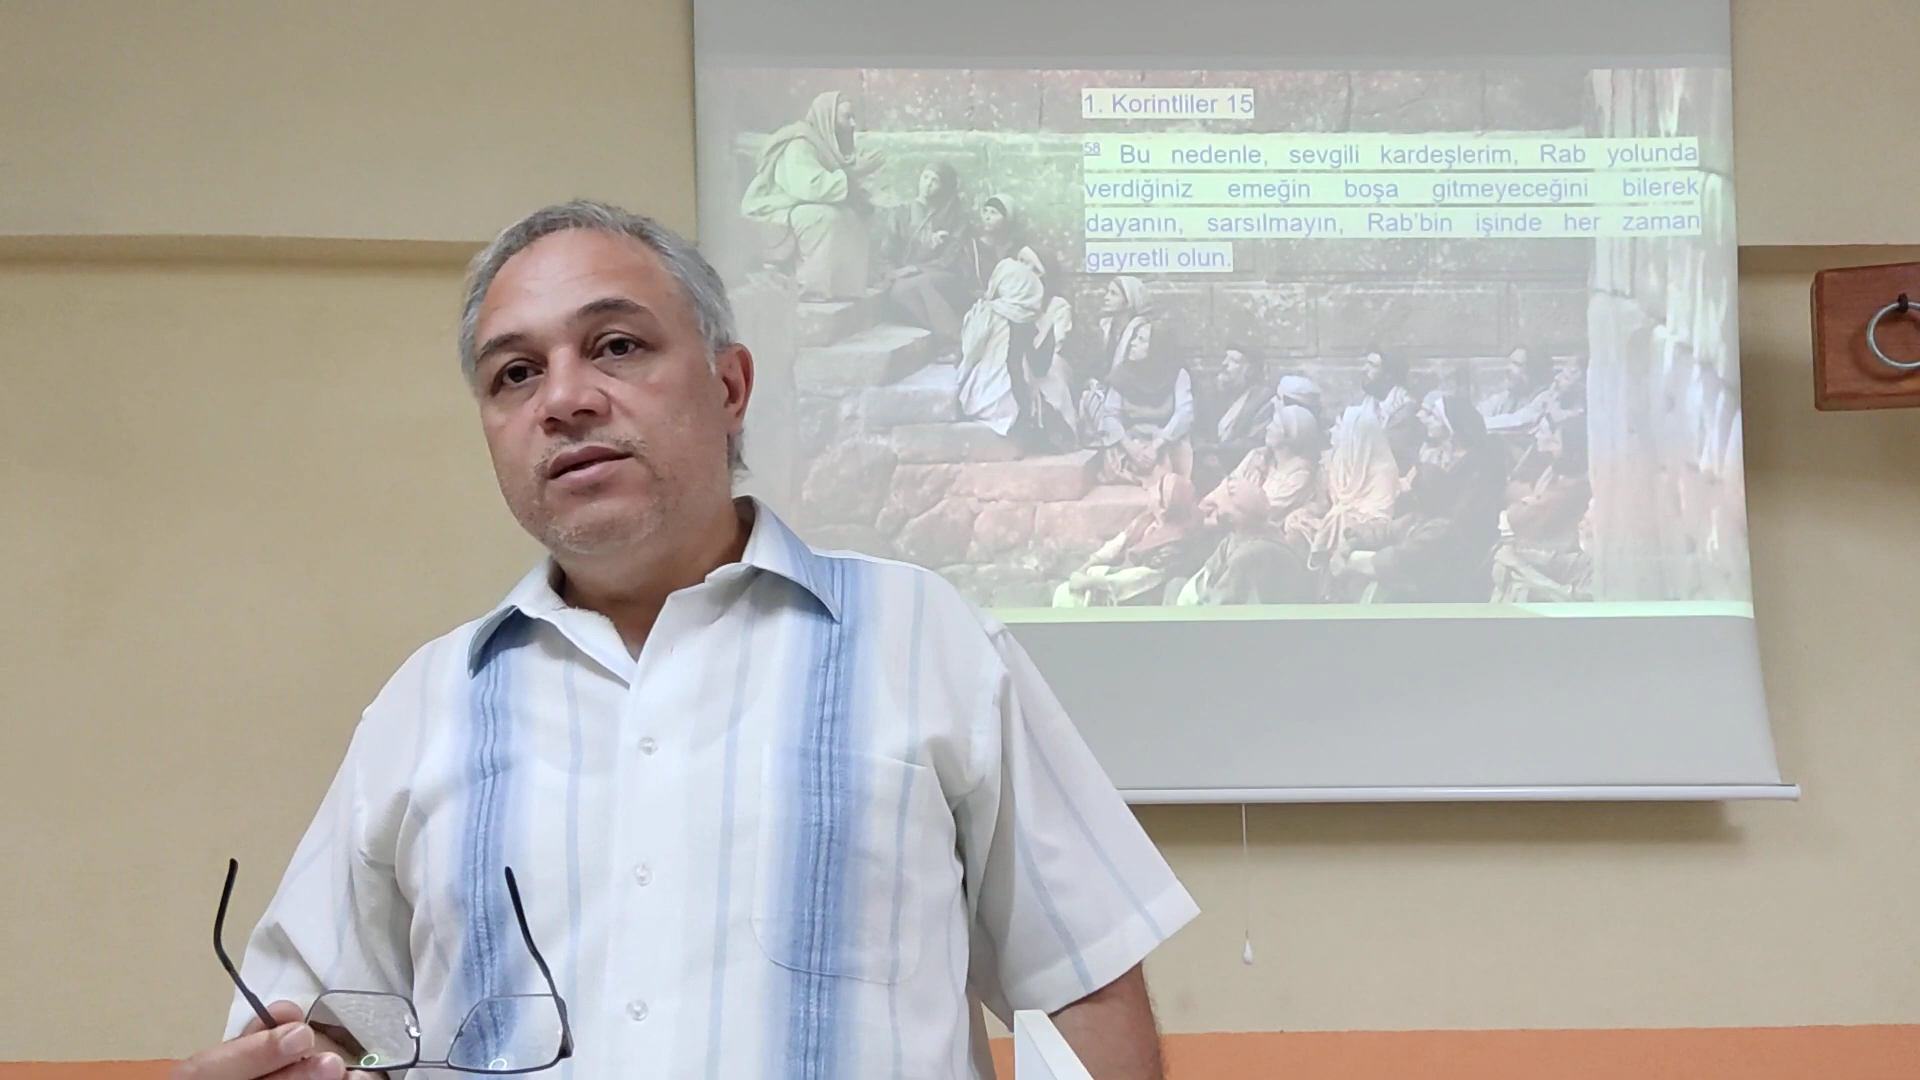 1. Korintliler 15
58 Bu nedenle, sevgili kardeşlerim, Rab yolunda
verdiğiniz emeğin boşa gitmeyeceğini bilerek
dayanın, sarsılmayın, Rab'bin işinde her zaman
gayretli olun.